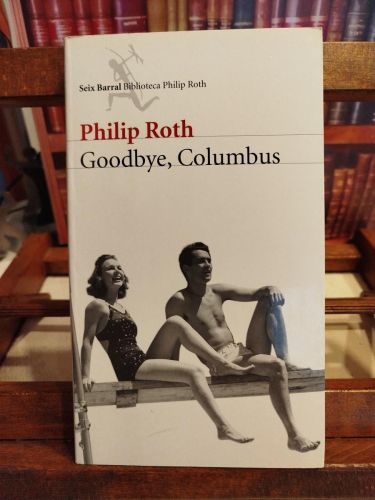 Seix Barral Biblioteca Philip Roth
Philip Roth
Goodbye, Columbus